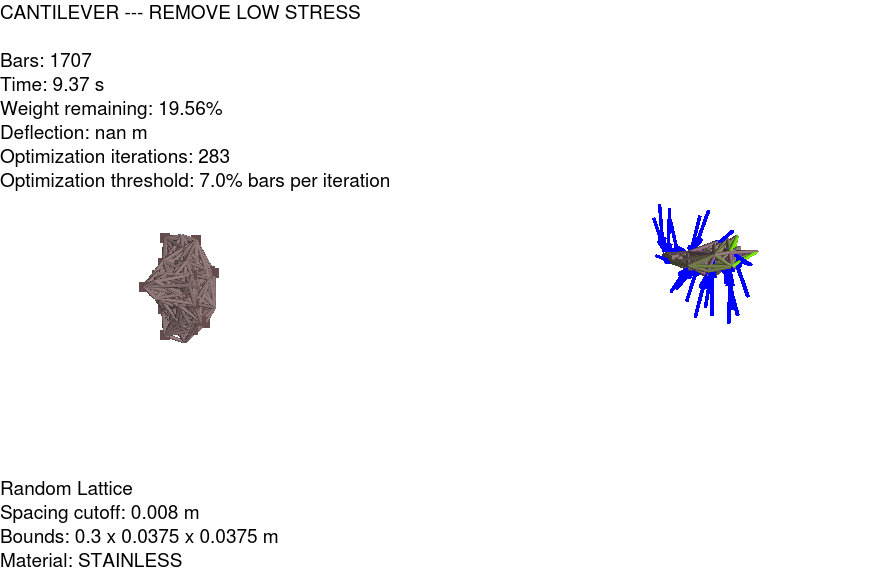 CANTILEVER --- REMOVE LOW STRESS
Bars: 1707
Time: 9.37 s
Weight remaining: 19.56%
Deflection: nan m
Optimization iterations: 283
Optimization threshold: 7.0% bars per iteration
Random Lattice
Spacing cutoff: 0.008 m
Bounds: 0.3 x 0.0375 x 0.0375 m
Material: STAINLESS